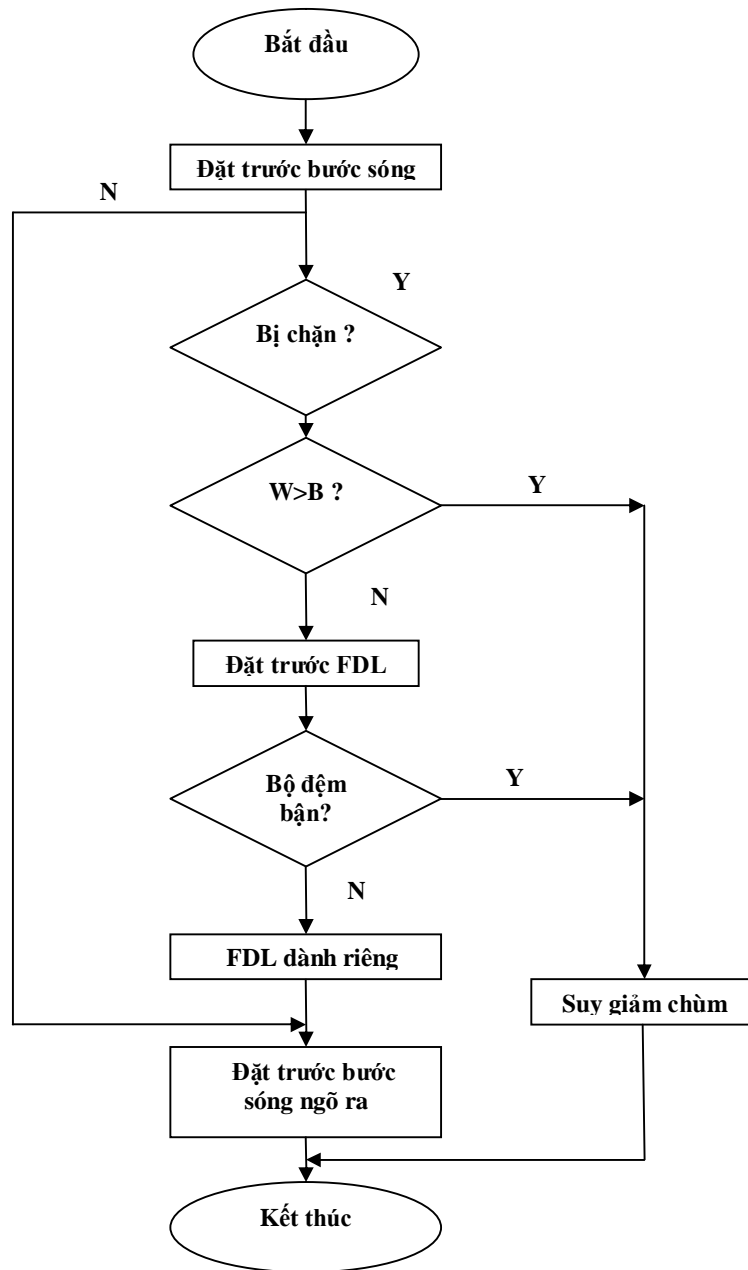 Bắt đầu
Đặt trước bước sóng
N
Y
Bị chặn ?
W>B ?
Y
N
Đặt trước FDL
Bộ đệm
bận?
Y
N
FDL dành riêng
Suy giảm chùm
Đặt trước bước
sóng ngõ ra
Kết thúc